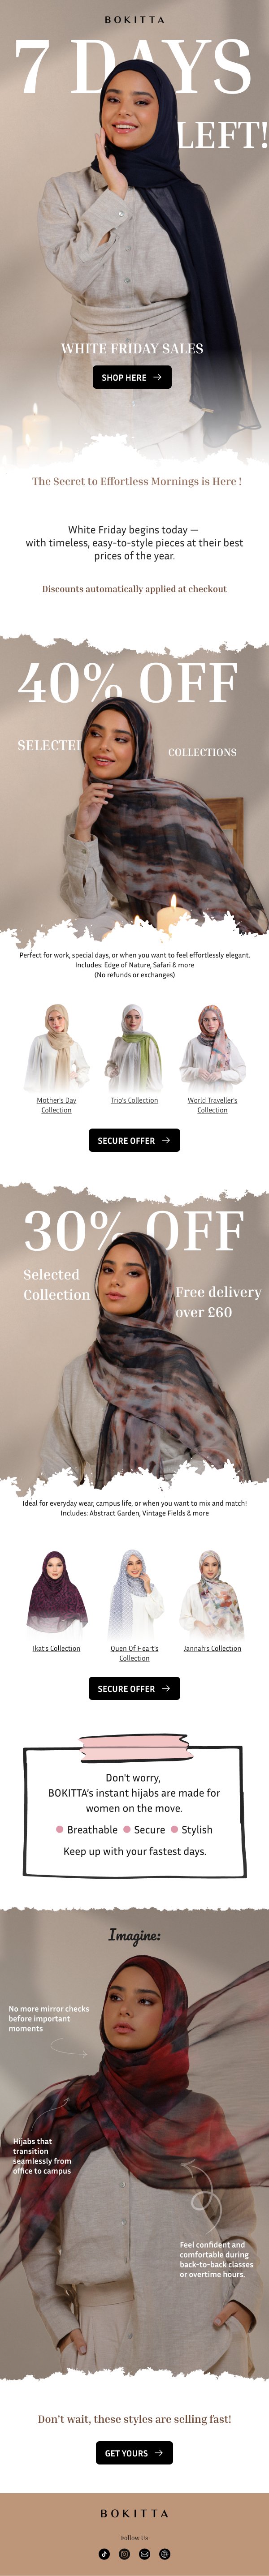 BOKITTA
7 DAYS
LEFT!
WHITE FRIDAY SALES
SHOP HERE →
The Secret to Effortless Mornings is Here !
White Friday begins today —
with timeless, easy-to-style pieces at their best
prices of the year.
Discounts automatically applied at checkout
40% OFF
SELECTE
COLLECTIONS
Perfect for work, special days, or when you want to feel effortlessly elegant.
Includes: Edge of Nature, Safari & more
(No refunds or exchanges)
Mother's Day
Collection
Trio's Collection
World Traveller's
Collection
SECURE OFFER →
30% OFF
Selected
Collection
Free delivery
over £60
Ideal for everyday wear, campus life, or when you want to mix and match!
Includes: Abstract Garden, Vintage Fields & more
Ikat's Collection
Quen Of Heart's
Collection
Jannah's Collection
SECURE OFFER →
Don't worry,
BOKITTA's instant hijabs are made for
women on the move.
Breathable Secure Stylish
Keep up with your fastest days.
Imagine:
No more mirror checks
before important
moments
Hijabs that
transition
seamlessly from
office to campus
Feel confident and
comfortable during
back-to-back classes
or overtime hours.
Don't wait, these styles are selling fast!
GET YOURS →
BOKITTA
Follow Us